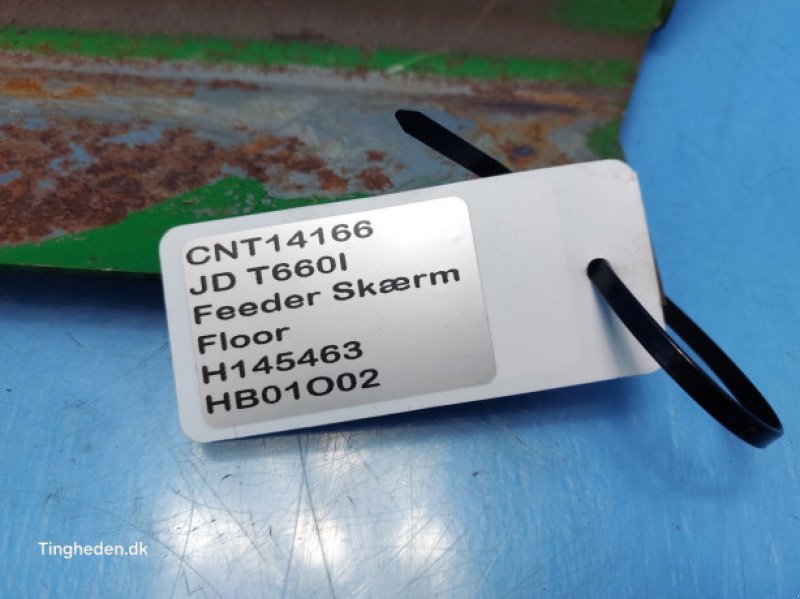 CNT14166
JD T660I
Feeder Skærm
Floor
H145463
HB01O02
Tingheden.dk